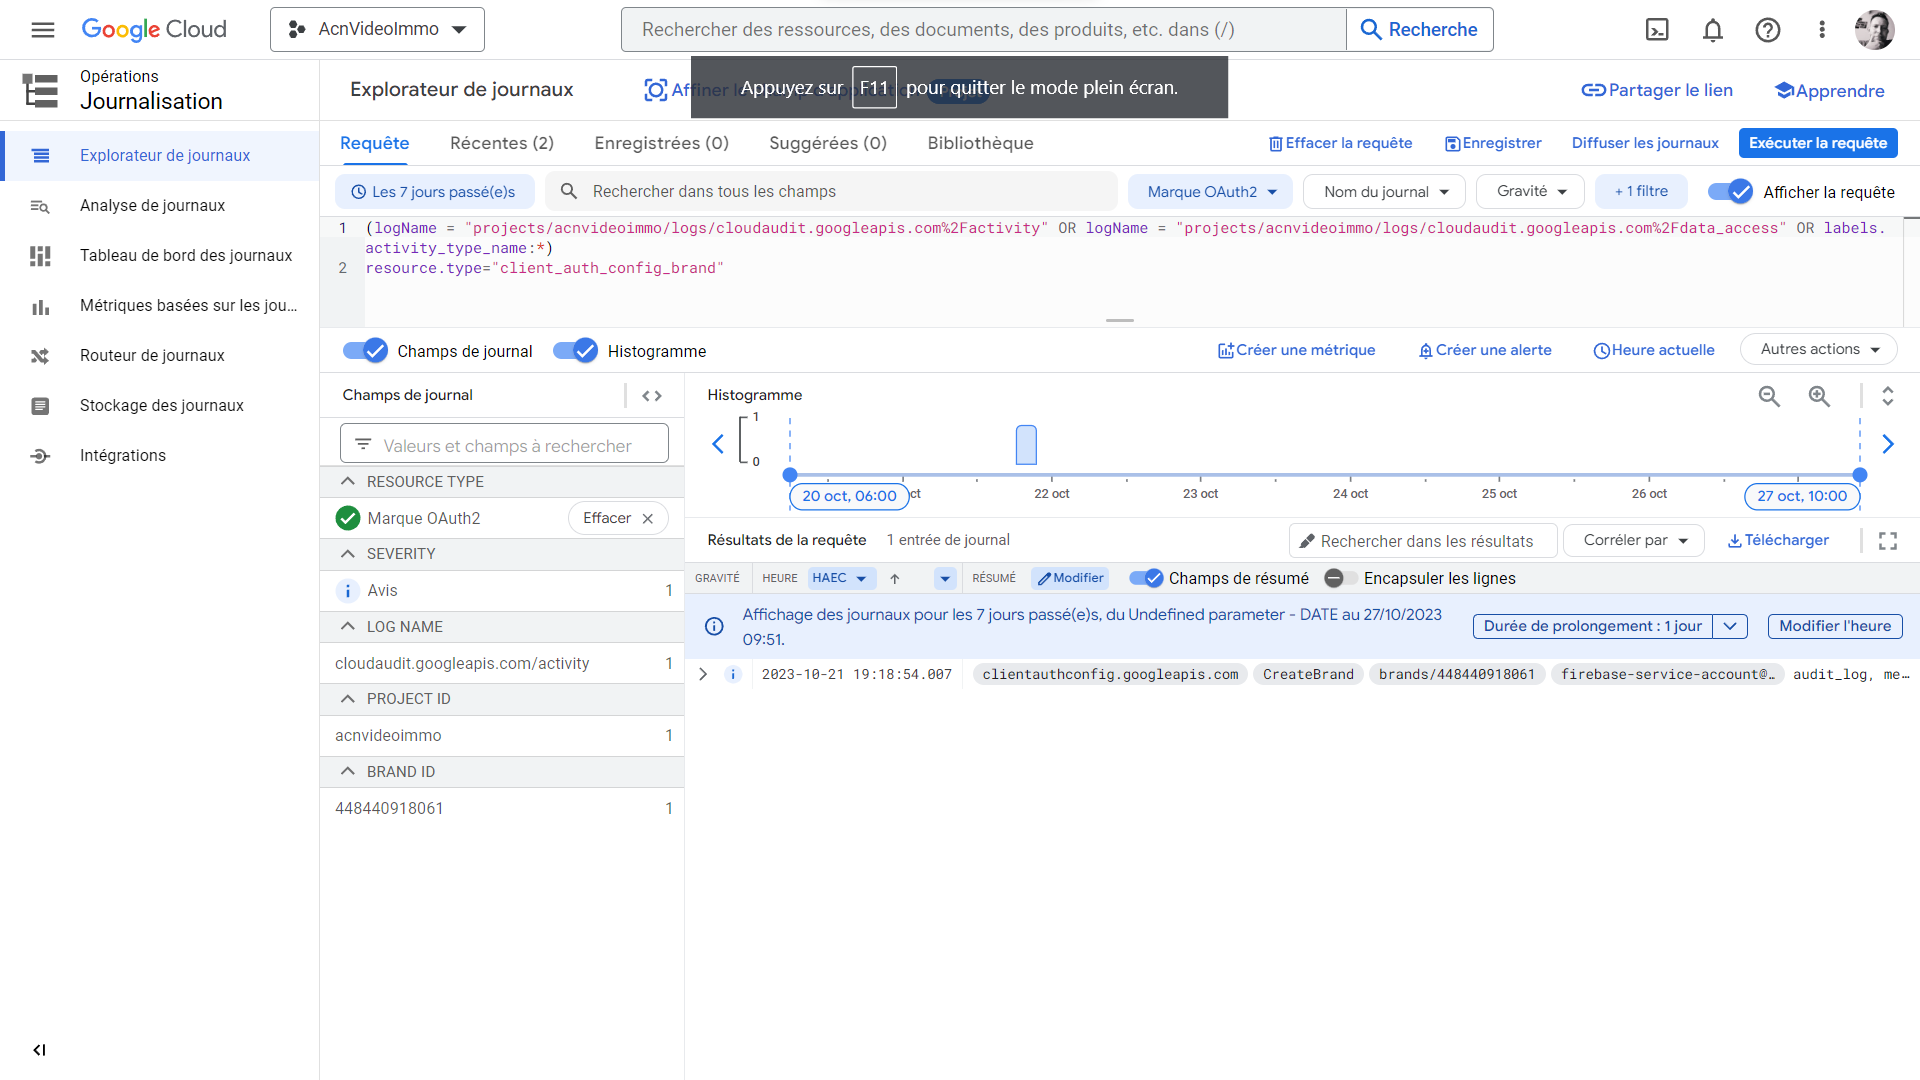 Google Cloud
AcnVideoImmo
Rechercher des ressources, des documents, des produits, etc. dans (/)
Recherche
Opérations
Journalisation
Explorateur de journaux
Appuyez sur F11 pour quitter le mode plein écran.
Partager le lien
Apprendre
Explorateur de journaux
Analyse de journaux
Tableau de bord des journaux
Métriques basées sur les jou...
Routeur de journaux
Stockage des journaux
Intégrations
Requête
Récentes (2)
Enregistrées (0)
Suggérées (0)
Bibliothèque
Effacer la requête
Enregistrer
Diffuser les journaux
Exécuter la requête
Les 7 jours passé(e)s
Rechercher dans tous les champs
Marque OAuth2
Nom du journal
Gravité
+ 1 filtre
Afficher la requête
1 (logName = "projects/acnvideoimmo/logs/cloudaudit.googleapis.com%2Factivity" OR logName = "projects/acnvideoimmo/logs/cloudaudit.googleapis.com%2Fdata_access" OR labels.
activity_type_name:*)
2 resource.type="client_auth_config_brand"
Champs de journal
Histogramme
Créer une métrique
Créer une alerte
Heure actuelle
Autres actions
Champs de journal
Valeurs et champs à rechercher
RESOURCE TYPE
Marque OAuth2
Effacer
SEVERITY
Avis 1
LOG NAME
cloudaudit.googleapis.com/activity 1
PROJECT ID
acnvideoimmo 1
BRAND ID
448440918061 1
Histogramme
1
0
20 oct, 06:00
ct
22 oct
23 oct
24 oct
25 oct
26 oct
27 oct, 10:00
Résultats de la requête
1 entrée de journal
Rechercher dans les résultats
Corréler par
Télécharger
GRAVITÉ
HEURE
HAEC
RÉSUMÉ
Modifier
Champs de résumé
Encapsuler les lignes
Affichage des journaux pour les 7 jours passé(e)s, du Undefined parameter - DATE au 27/10/2023
09:51.
Durée de prolongement : 1 jour
Modifier l'heure
2023-10-21 19:18:54.007 clientauthconfig.googleapis.com CreateBrand brands/448440918061 firebase-service-account@... audit_log, me...